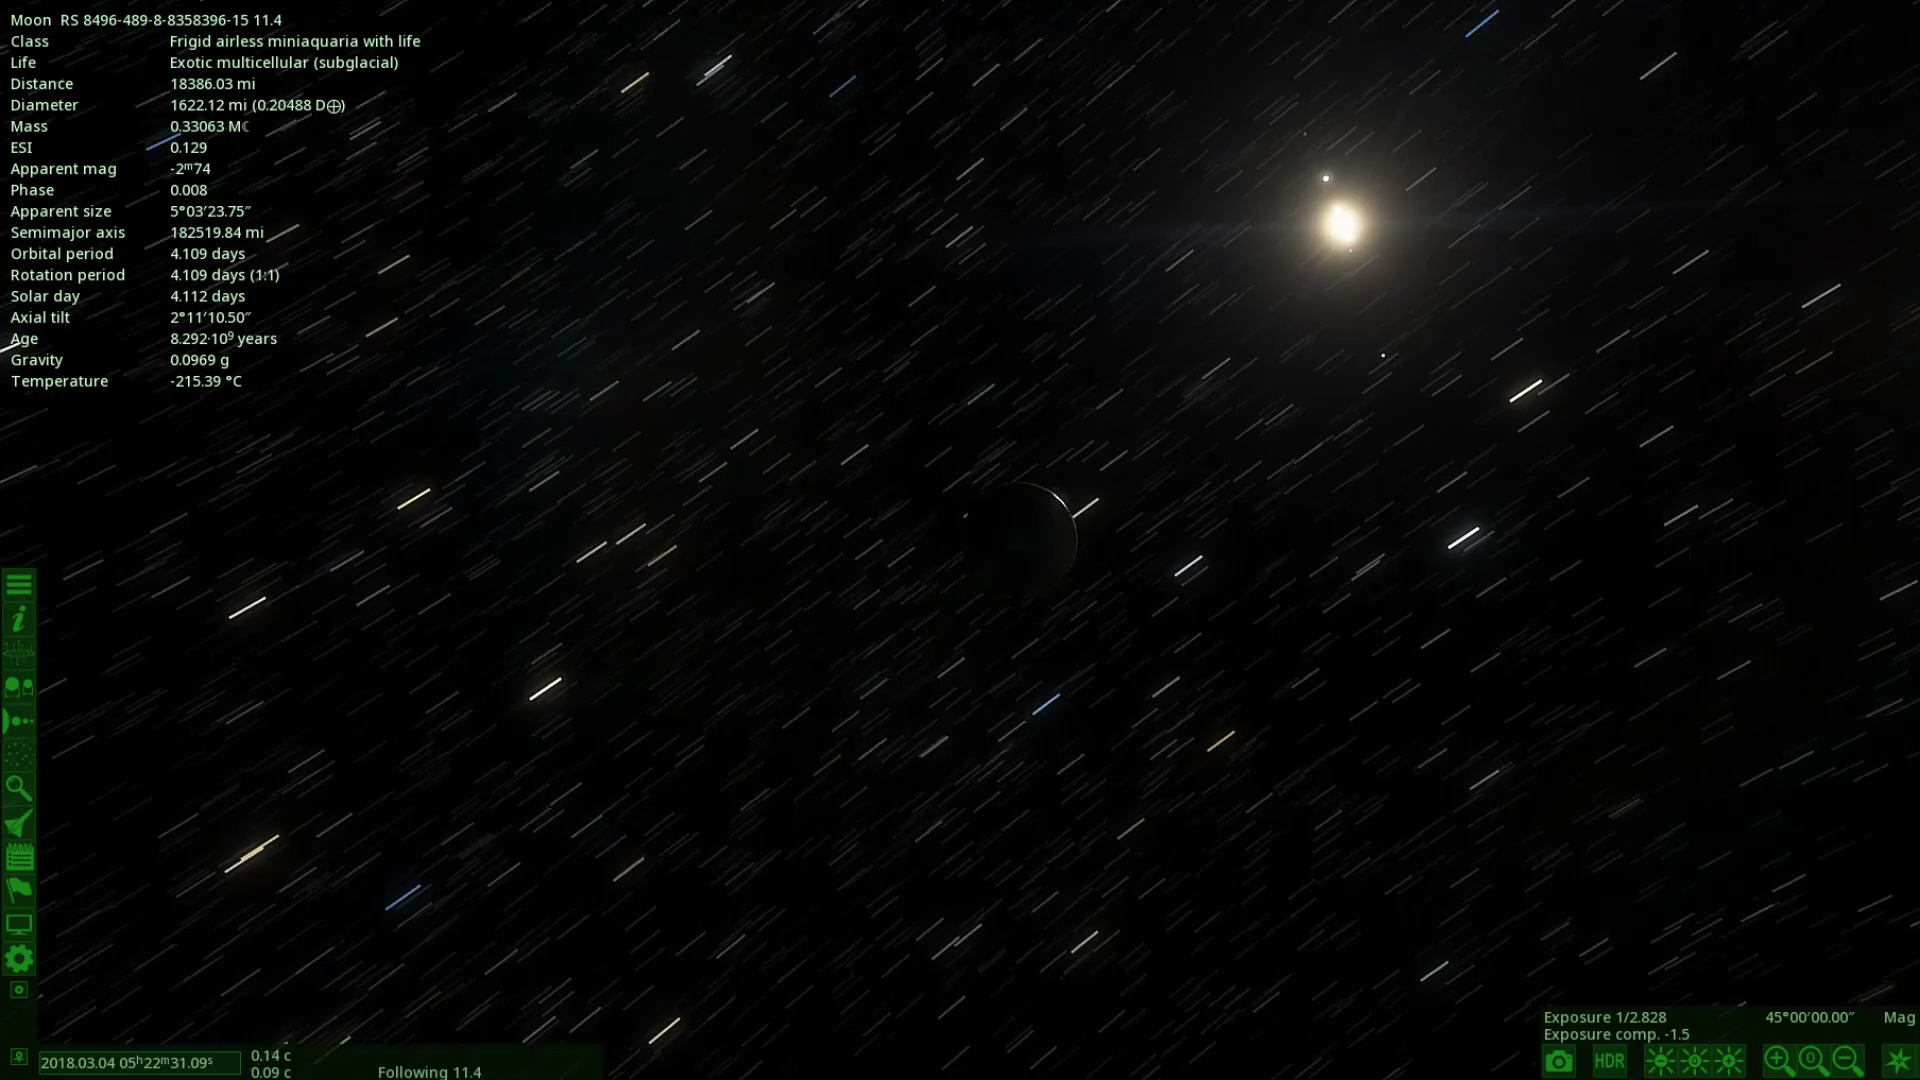 Moon RS 8496-489-8-8358396-15 11.4
Class Frigid airless miniaquaria with life
Life Exotic multicellular (subglacial)
Distance 18386.03 mi
Diameter 1622.12 mi (0.20488 D⊕)
Mass 0.33063 M☾
ESI 0.129
Apparent mag -2ᵐ74
Phase 0.008
Apparent size 5°03′23.75″
Semimajor axis 182519.84 mi
Orbital period 4.109 days
Rotation period 4.109 days (1:1)
Solar day 4.112 days
Axial tilt 2°11′10.50″
Age 8.292·10⁹ years
Gravity 0.0969 g
Temperature -215.39 °C
Exposure 1/2.828 45°00′00.00″ Mag
Exposure comp. -1.5
HDR
2018.03.04 05ʰ22ᵐ31.09ˢ
0.14 c
0.09 c
Following 11.4